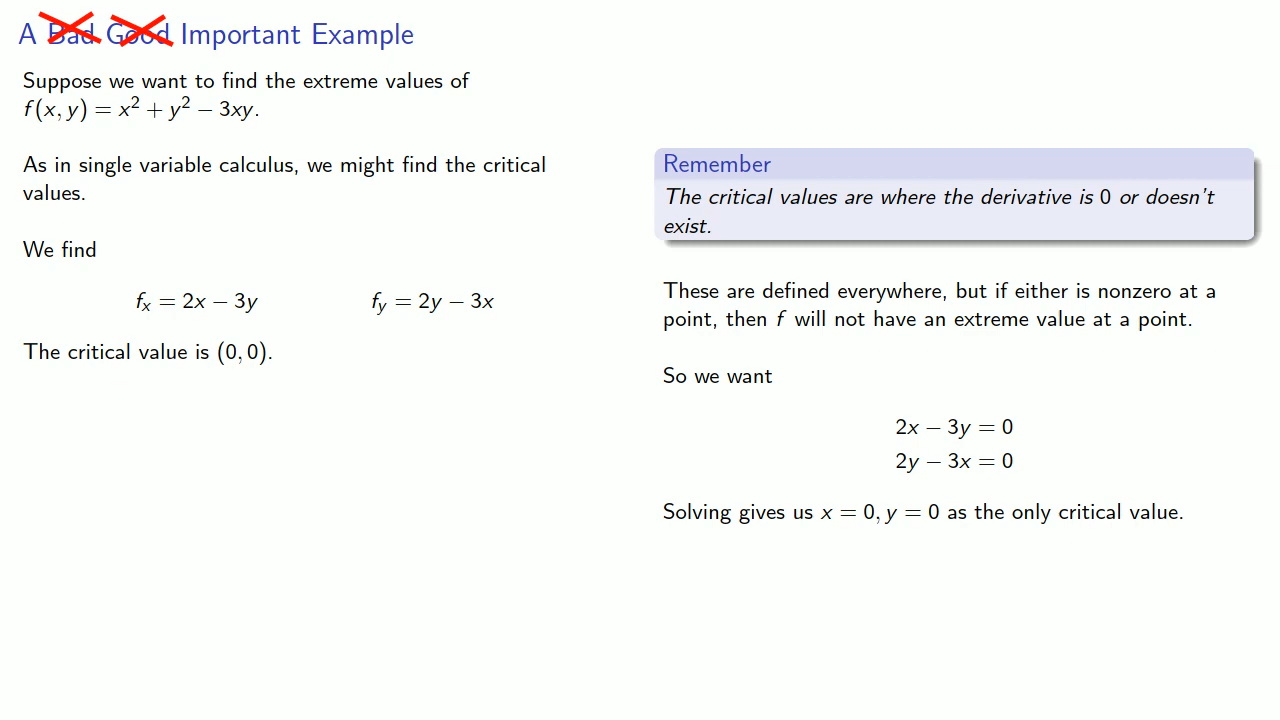 A Bad Good Important Example
Suppose we want to find the extreme values of
f(x, y) = x² + y² − 3xy.
As in single variable calculus, we might find the critical
values.
We find
fₓ = 2x − 3y f_y = 2y − 3x
The critical value is (0, 0).
Remember
The critical values are where the derivative is 0 or doesn't
exist.
These are defined everywhere, but if either is nonzero at a
point, then f will not have an extreme value at a point.
So we want
2x − 3y = 0
2y − 3x = 0
Solving gives us x = 0, y = 0 as the only critical value.